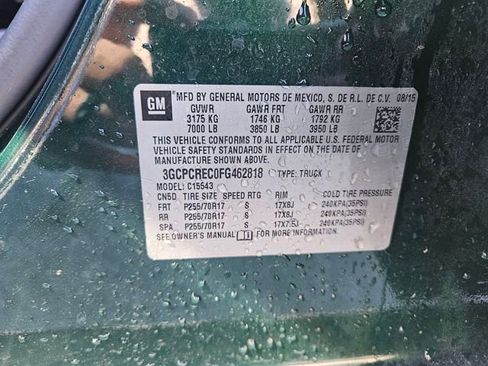 GM
MFD BY GENERAL MOTORS DE MEXICO, S. DE R.L. DE C.V. 08/15
GVWR GAWR FRT GAWR RR
3175 KG 1746 KG 1792 KG
7000 LB 3850 LB 3950 LB
THIS VEHICLE CONFORMS TO ALL APPLICABLE U.S. FEDERAL MOTOR
VEHICLE SAFETY STANDARDS IN EFFECT ON THE DATE OF
MANUFACTURE SHOWN ABOVE.
3GCPCREC0FG462818 TYPE: TRUCK
MODEL: C15543
CN5D TIRE SIZE SPEED RTG RIM COLD TIRE PRESSURE
FRT P255/70R17 S 17X8J 240KPA(35PSI)
RR P255/70R17 S 17X8J 240KPA(35PSI)
SPA P255/70R17 S 17X7.5J 240KPA(35PSI)
SEE OWNER'S MANUAL FOR MORE INFORMATION.